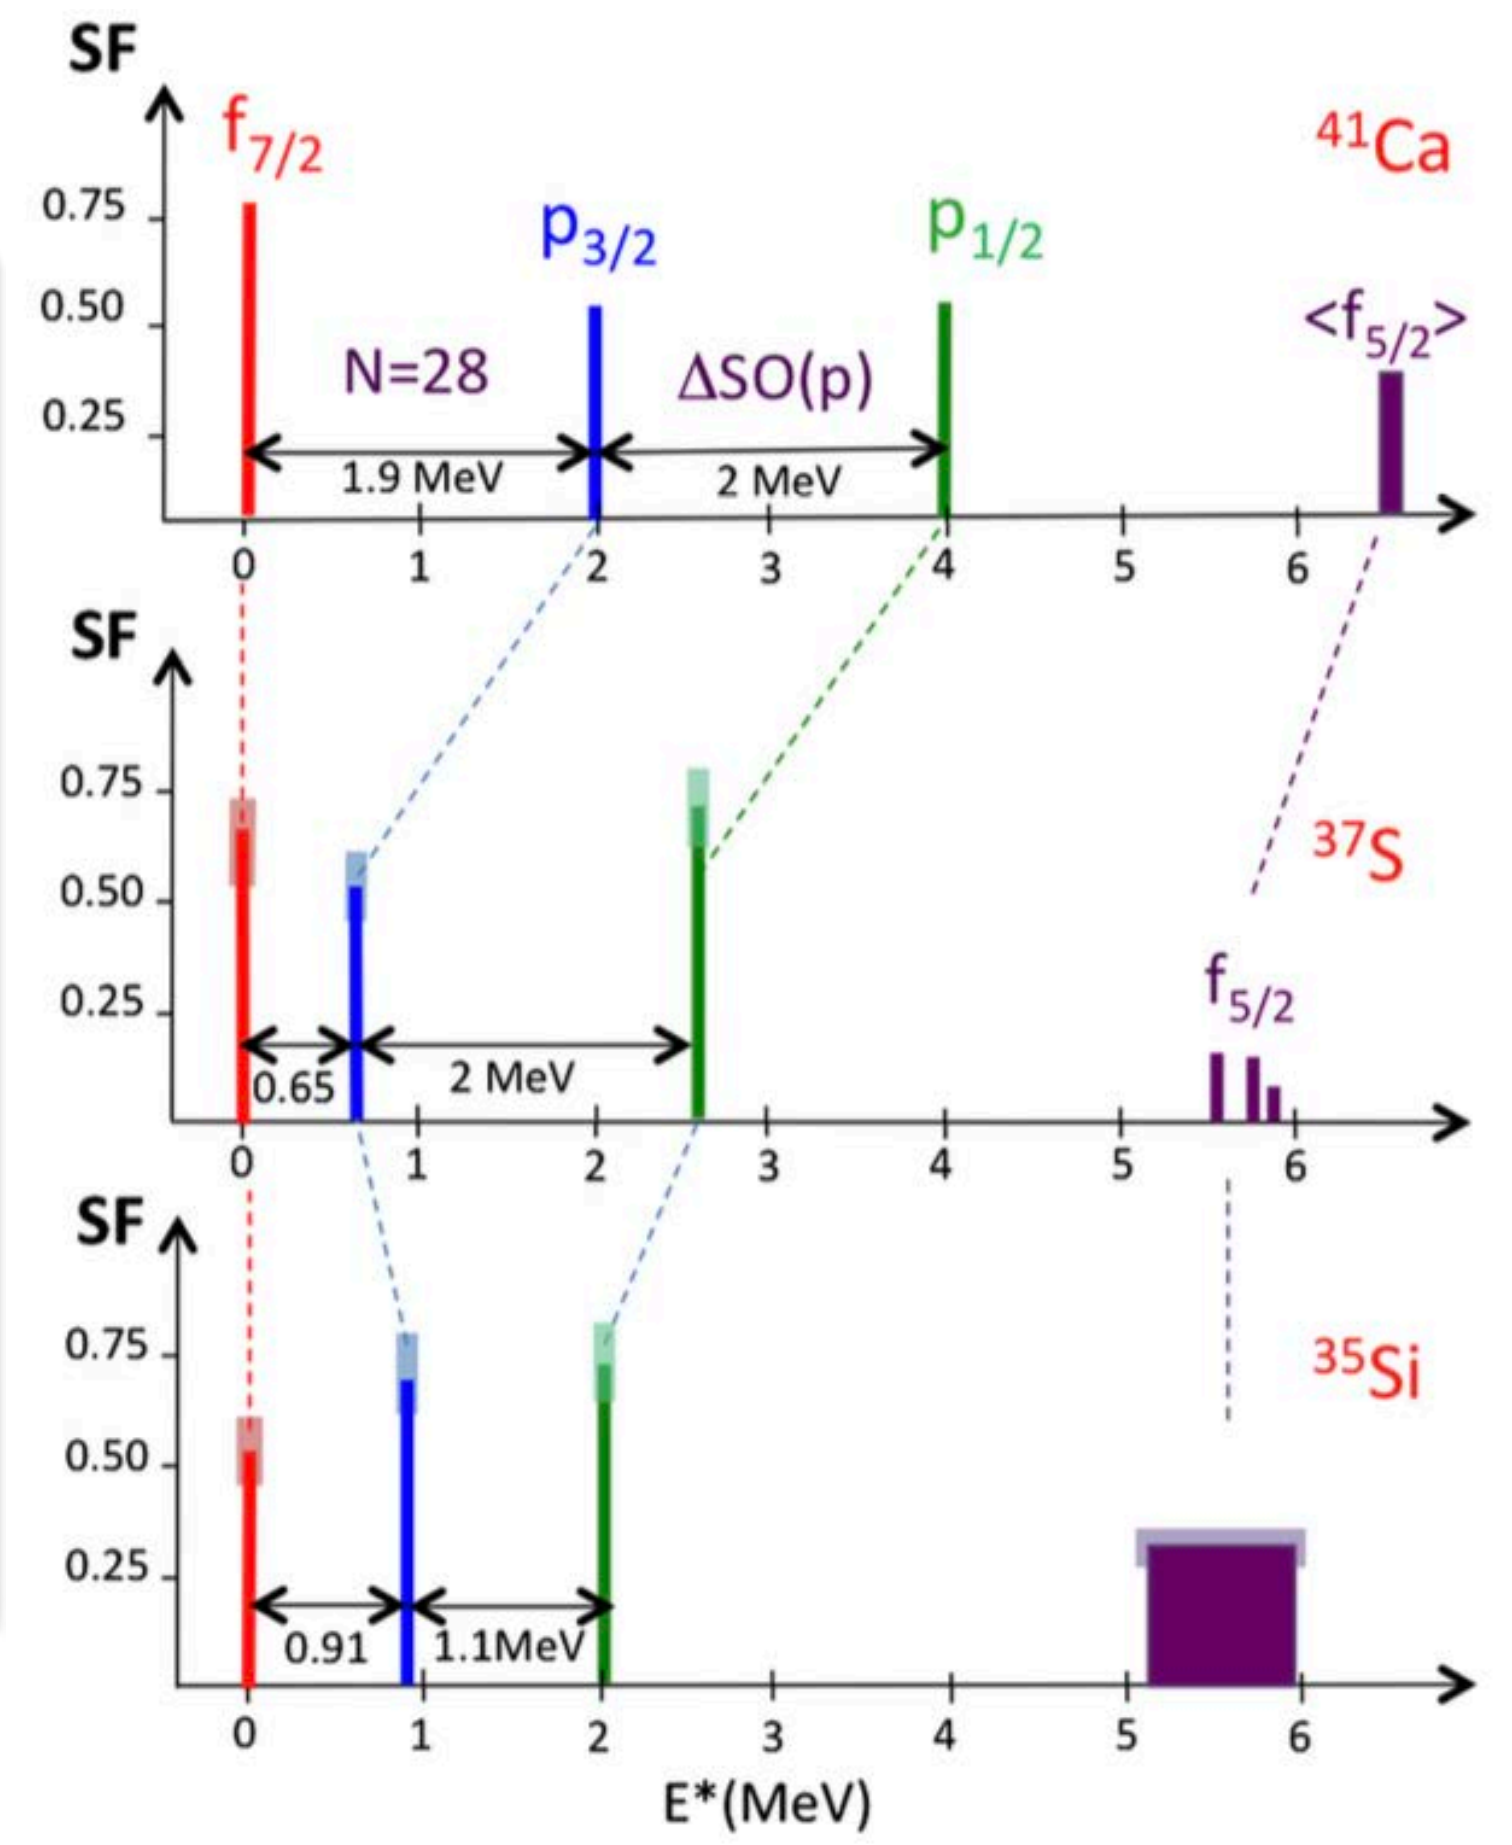 SF
f7/2
41Ca
0.75
p3/2
p1/2
0.50
<f5/2>
N=28
ΔSO(p)
0.25
1.9 MeV
2 MeV
0 1 2 3 4 5 6
SF
0.75
37S
0.50
f5/2
0.25
0.65
2 MeV
0 1 2 3 4 5 6
SF
0.75
35Si
0.50
0.25
0.91
1.1MeV
0 1 2 3 4 5 6
E*(MeV)